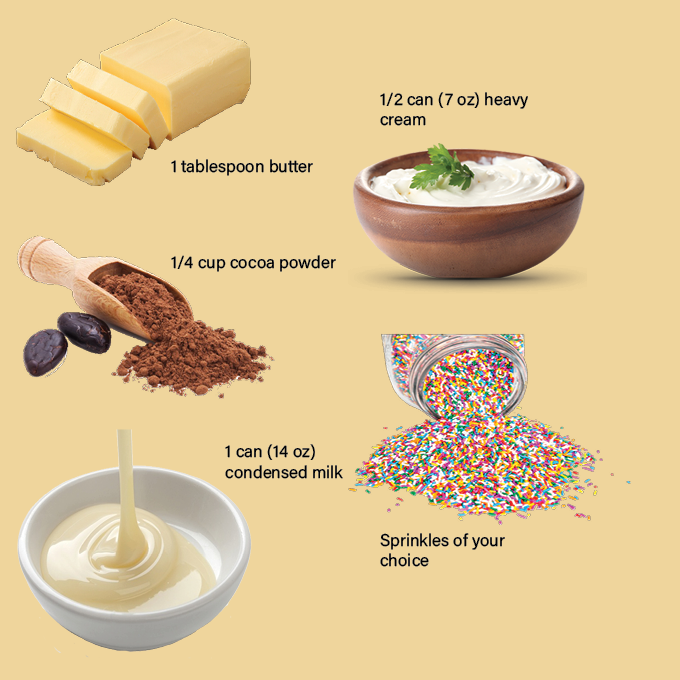 1/2 can (7 oz) heavy
cream
1 tablespoon butter
1/4 cup cocoa powder
1 can (14 oz)
condensed milk
Sprinkles of your
choice